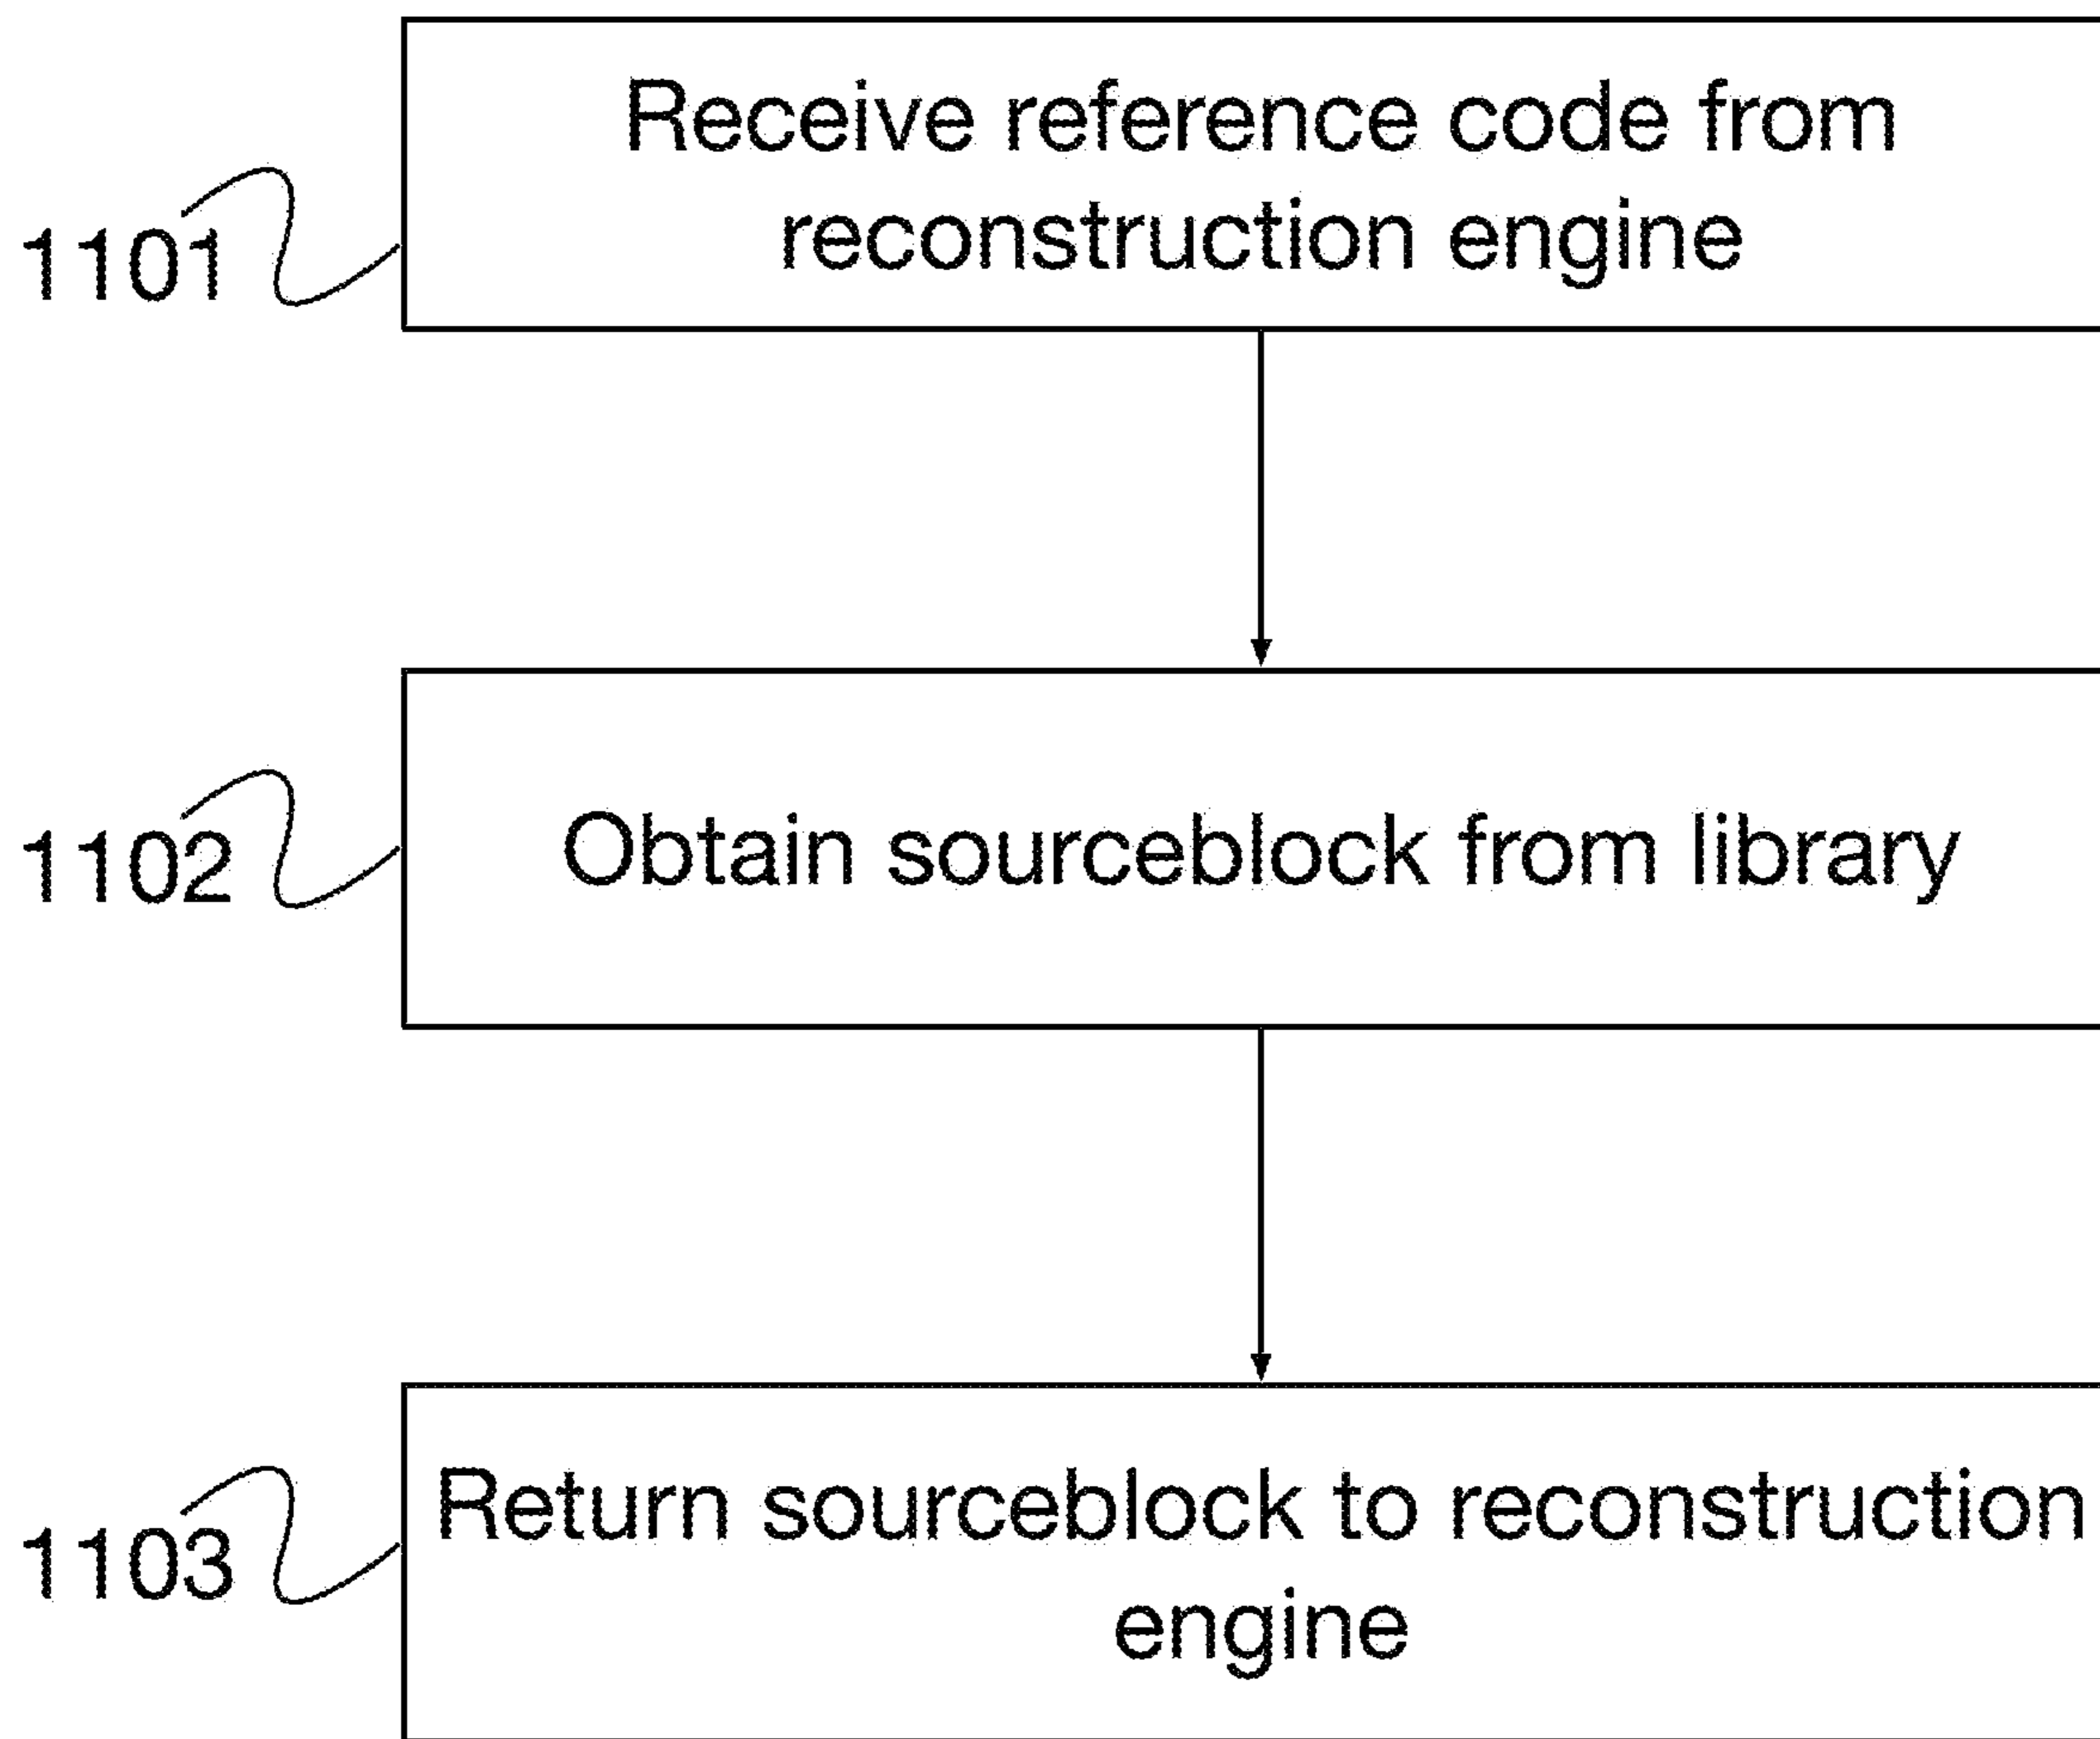 Receive reference code from
reconstruction engine
1101
Obtain sourceblock from library
1102
Return sourceblock to reconstruction
engine
1103